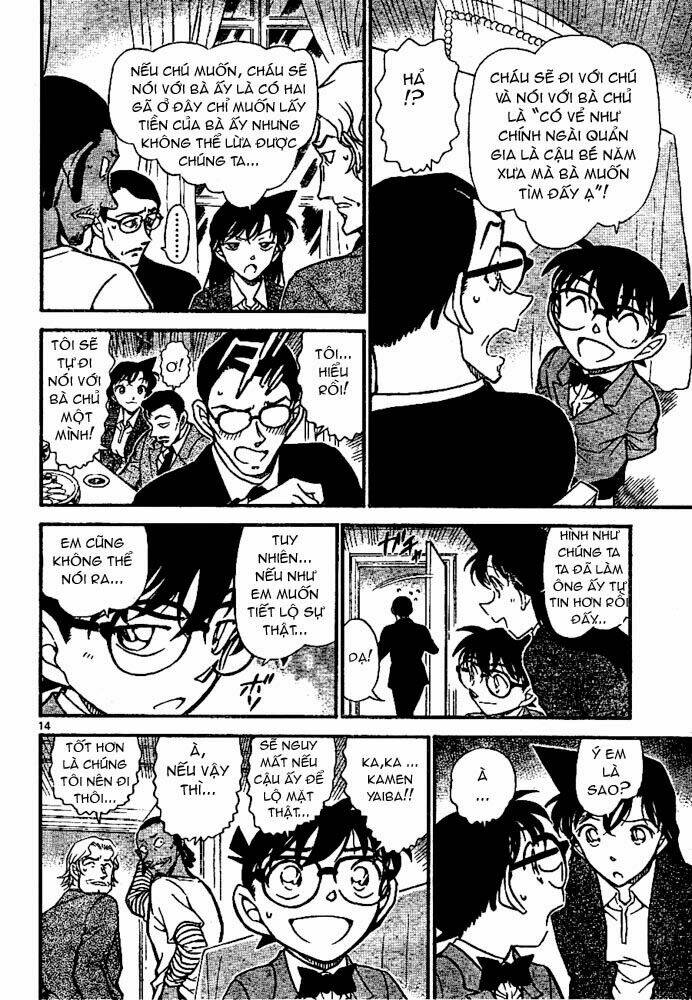 CHÁU SẼ ĐI VỚI CHÚ
VÀ NÓI VỚI BÀ CHỦ
LÀ "CÓ VẺ NHƯ
CHÍNH NGÀI QUẢN
GIA LÀ CẬU BÉ NĂM
XƯA MÀ BÀ MUỐN
TÌM ĐẤY Ạ"!
HẢ
!?
NẾU CHÚ MUỐN, CHÁU SẼ
NÓI VỚI BÀ ẤY LÀ CÓ HAI
GÃ Ở ĐÂY CHỈ MUỐN LẤY
TIỀN CỦA BÀ ẤY NHƯNG
KHÔNG THỂ LỪA ĐƯỢC
CHÚNG TA...
.......
TÔI...
HIỂU
RỒI!
Ơ!
TÔI SẼ
TỰ ĐI
NÓI VỚI
BÀ CHỦ
MỘT
MÌNH!
HÌNH NHƯ
CHÚNG TA
TA ĐÃ LÀM
ÔNG ẤY TỰ
TIN HƠN RỒI
ĐẤY...
DẠ!
TUY
NHIÊN...
NẾU NHƯ
EM MUỐN
TIẾT LỘ SỰ
THẬT...
EM CŨNG
KHÔNG THỂ
NÓI RA...
14
Ý EM
LÀ
SAO?
À
...
KA,KA...
KAMEN
YAIBA!!
SẼ NGUY
MẤT NẾU
CẬU ẤY ĐỂ
LỘ MẶT
THẬT...
À,
NẾU VẬY
THÌ...
TỐT HƠN
LÀ CHÚNG
TÔI NÊN ĐI
THÔI...